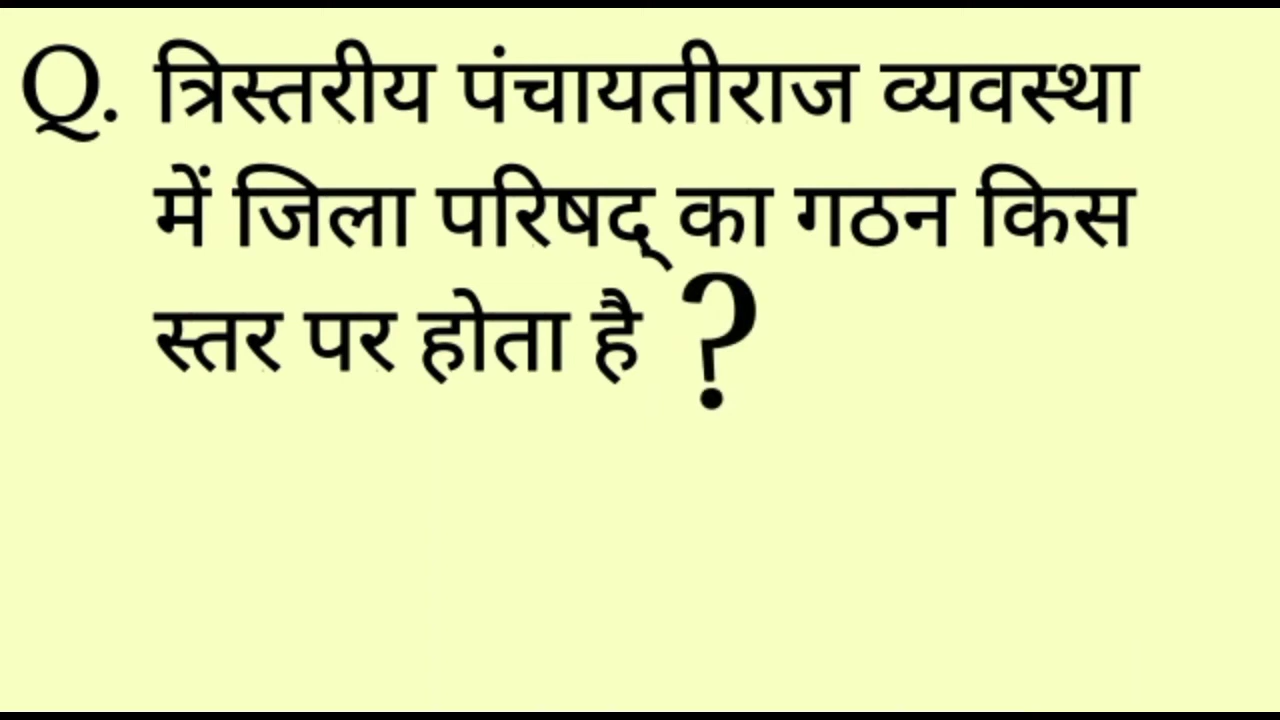 Q. त्रिस्तरीय पंचायतीराज व्यवस्था
में जिला परिषद् का गठन किस
स्तर पर होता है ?